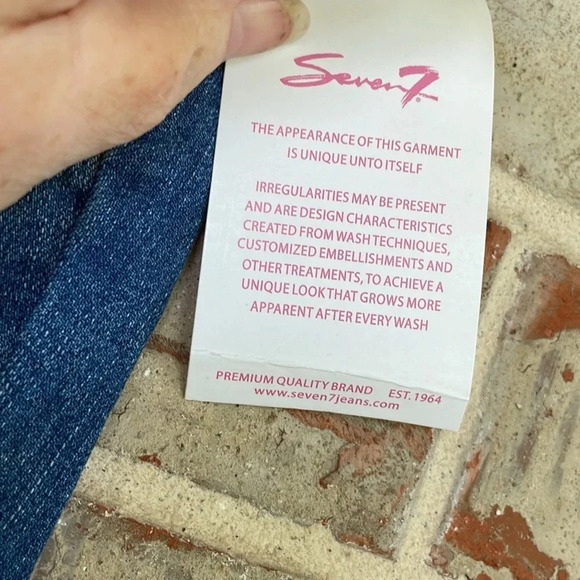 Seven7
THE APPEARANCE OF THIS GARMENT
IS UNIQUE UNTO ITSELF
IRREGULARITIES MAY BE PRESENT
AND ARE DESIGN CHARACTERISTICS
CREATED FROM WASH TECHNIQUES,
CUSTOMIZED EMBELLISHMENTS AND
OTHER TREATMENTS, TO ACHIEVE A
UNIQUE LOOK THAT GROWS MORE
APPARENT AFTER EVERY WASH
PREMIUM QUALITY BRAND EST. 1964
www.seven7jeans.com